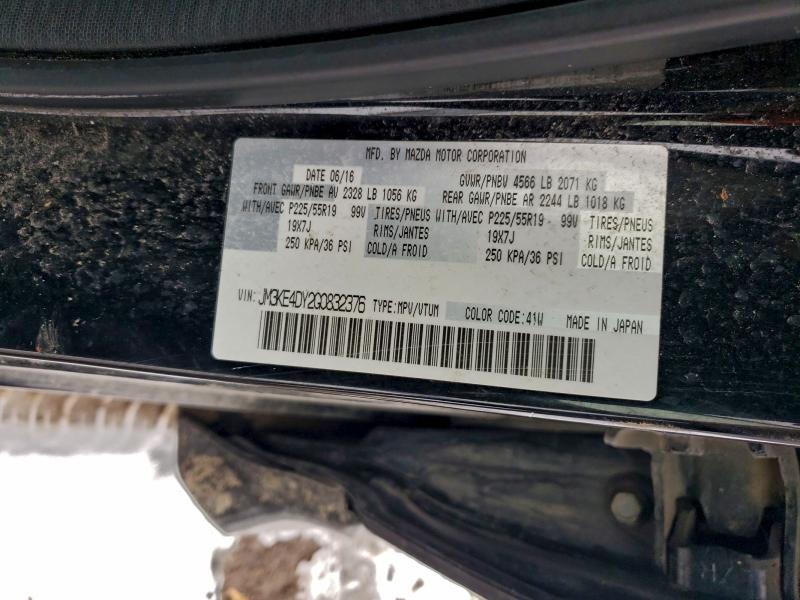 MFD. BY MAZDA MOTOR CORPORATION
DATE 06/16 GVWR/PNBV 4566 LB 2071 KG
FRONT GAWR/PNBE AV 2328 LB 1056 KG REAR GAWR/PNBE AR 2244 LB 1018 KG
WITH/AVEC P225/55R19 99V TIRES/PNEUS WITH/AVEC P225/55R19 99V TIRES/PNEUS
19X7J RIMS/JANTES 19X7J RIMS/JANTES
250 KPA/36 PSI COLD/A FROID 250 KPA/36 PSI COLD/A FROID
VIN: JM3KE4DY2G0832376 TYPE:MPV/VTUM COLOR CODE:41W MADE IN JAPAN